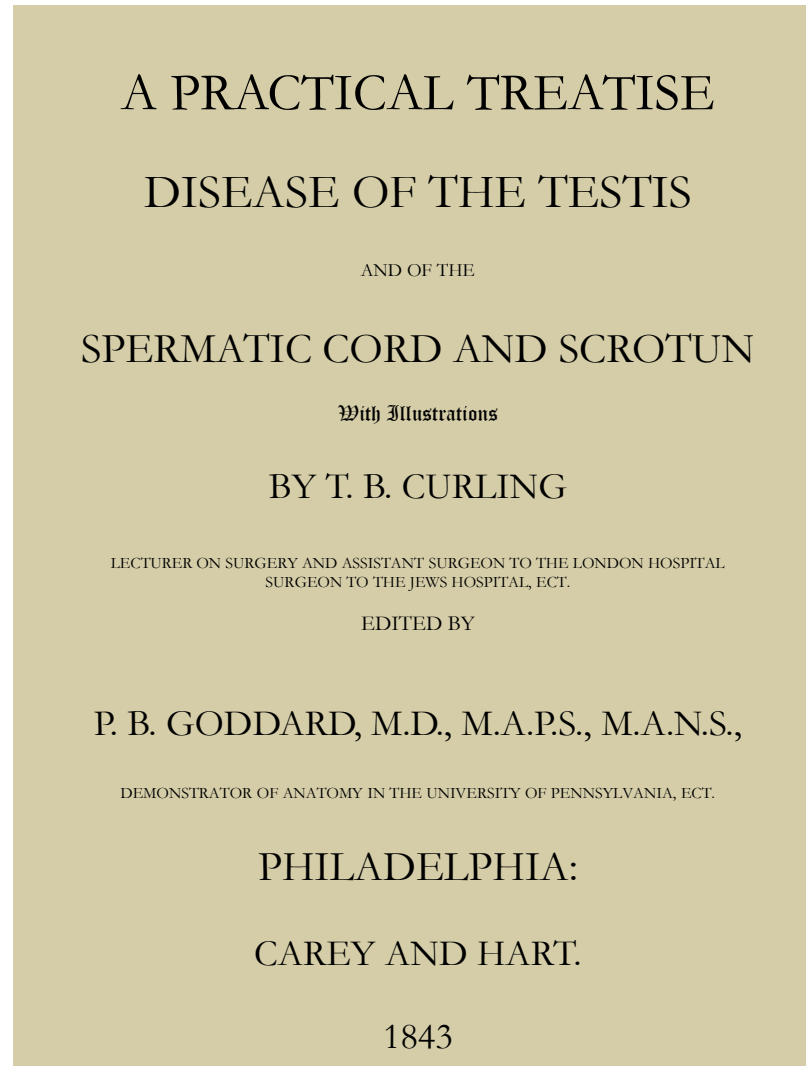 A PRACTICAL TREATISE
DISEASE OF THE TESTIS
AND OF THE
SPERMATIC CORD AND SCROTUN
With Illustrations
BY T. B. CURLING
LECTURER ON SURGERY AND ASSISTANT SURGEON TO THE LONDON HOSPITAL
SURGEON TO THE JEWS HOSPITAL, ECT.
EDITED BY
P. B. GODDARD, M.D., M.A.P.S., M.A.N.S.,
DEMONSTRATOR OF ANATOMY IN THE UNIVERSITY OF PENNSYLVANIA, ECT.
PHILADELPHIA:
CAREY AND HART.
1843